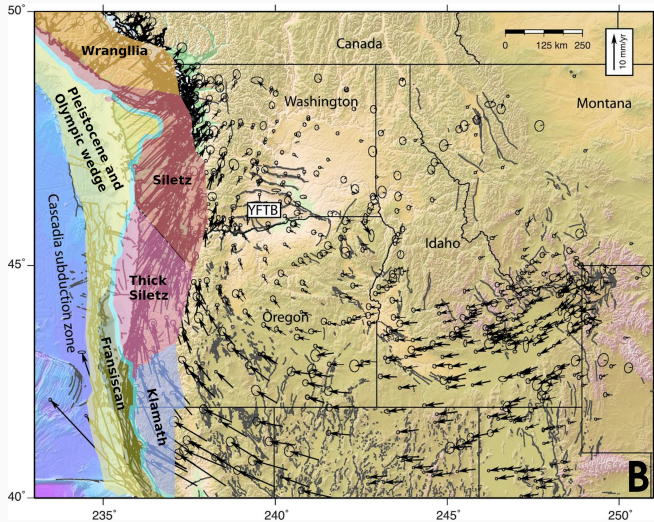 50°
Wrangllia
Canada
0 125 km 250
10 mm/yr
Washington
Montana
Pleistocene and
Olympic wedge
Siletz
YFTB
Cascadia subduction zone
Idaho
45°
Thick
Siletz
Oregon
Fransiscan
Klamath
B
40°
235°
240°
245°
250°